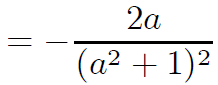 = -\frac{2a}{(a^2 + 1)^2}